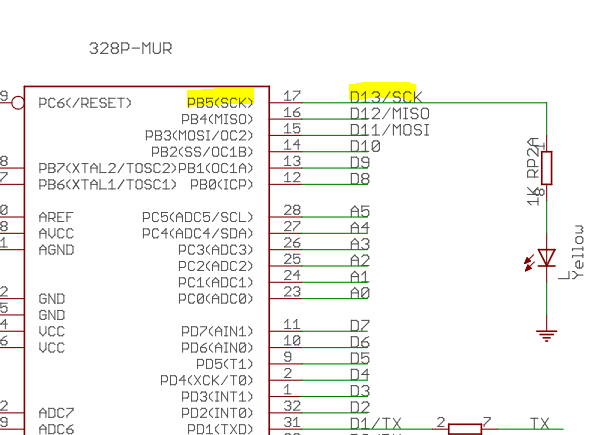 328P-MUR
9 PC6(/RESET) PB5(SCK) 17 D13/SCK
PB4(MISO) 16 D12/MISO
PB3(MOSI/OC2) 15 D11/MOSI
PB2(SS/OC1B) 14 D10
8 PB7(XTAL2/TOSC2) PB1(OC1A) 13 D9
7 PB6(XTAL1/TOSC1) PB0(ICP) 12 D8
1K RP2A
1
8
0 AREF PC5(ADC5/SCL) 28 A5
8 AVCC PC4(ADC4/SDA) 27 A4
1 AGND PC3(ADC3) 26 A3
PC2(ADC2) 25 A2
PC1(ADC1) 24 A1
L
Yellow
2 GND PC0(ADC0) 23 A0
5 GND
4 VCC PD7(AIN1) 11 D7
6 VCC PD6(AIN0) 10 D6
PD5(T1) 9 D5
PD4(XCK/T0) 2 D4
PD3(INT1) 1 D3
2 ADC7 PD2(INT0) 32 D2
9 ADC6 PD1(TXD) 31 D1/TX 2 7 TX